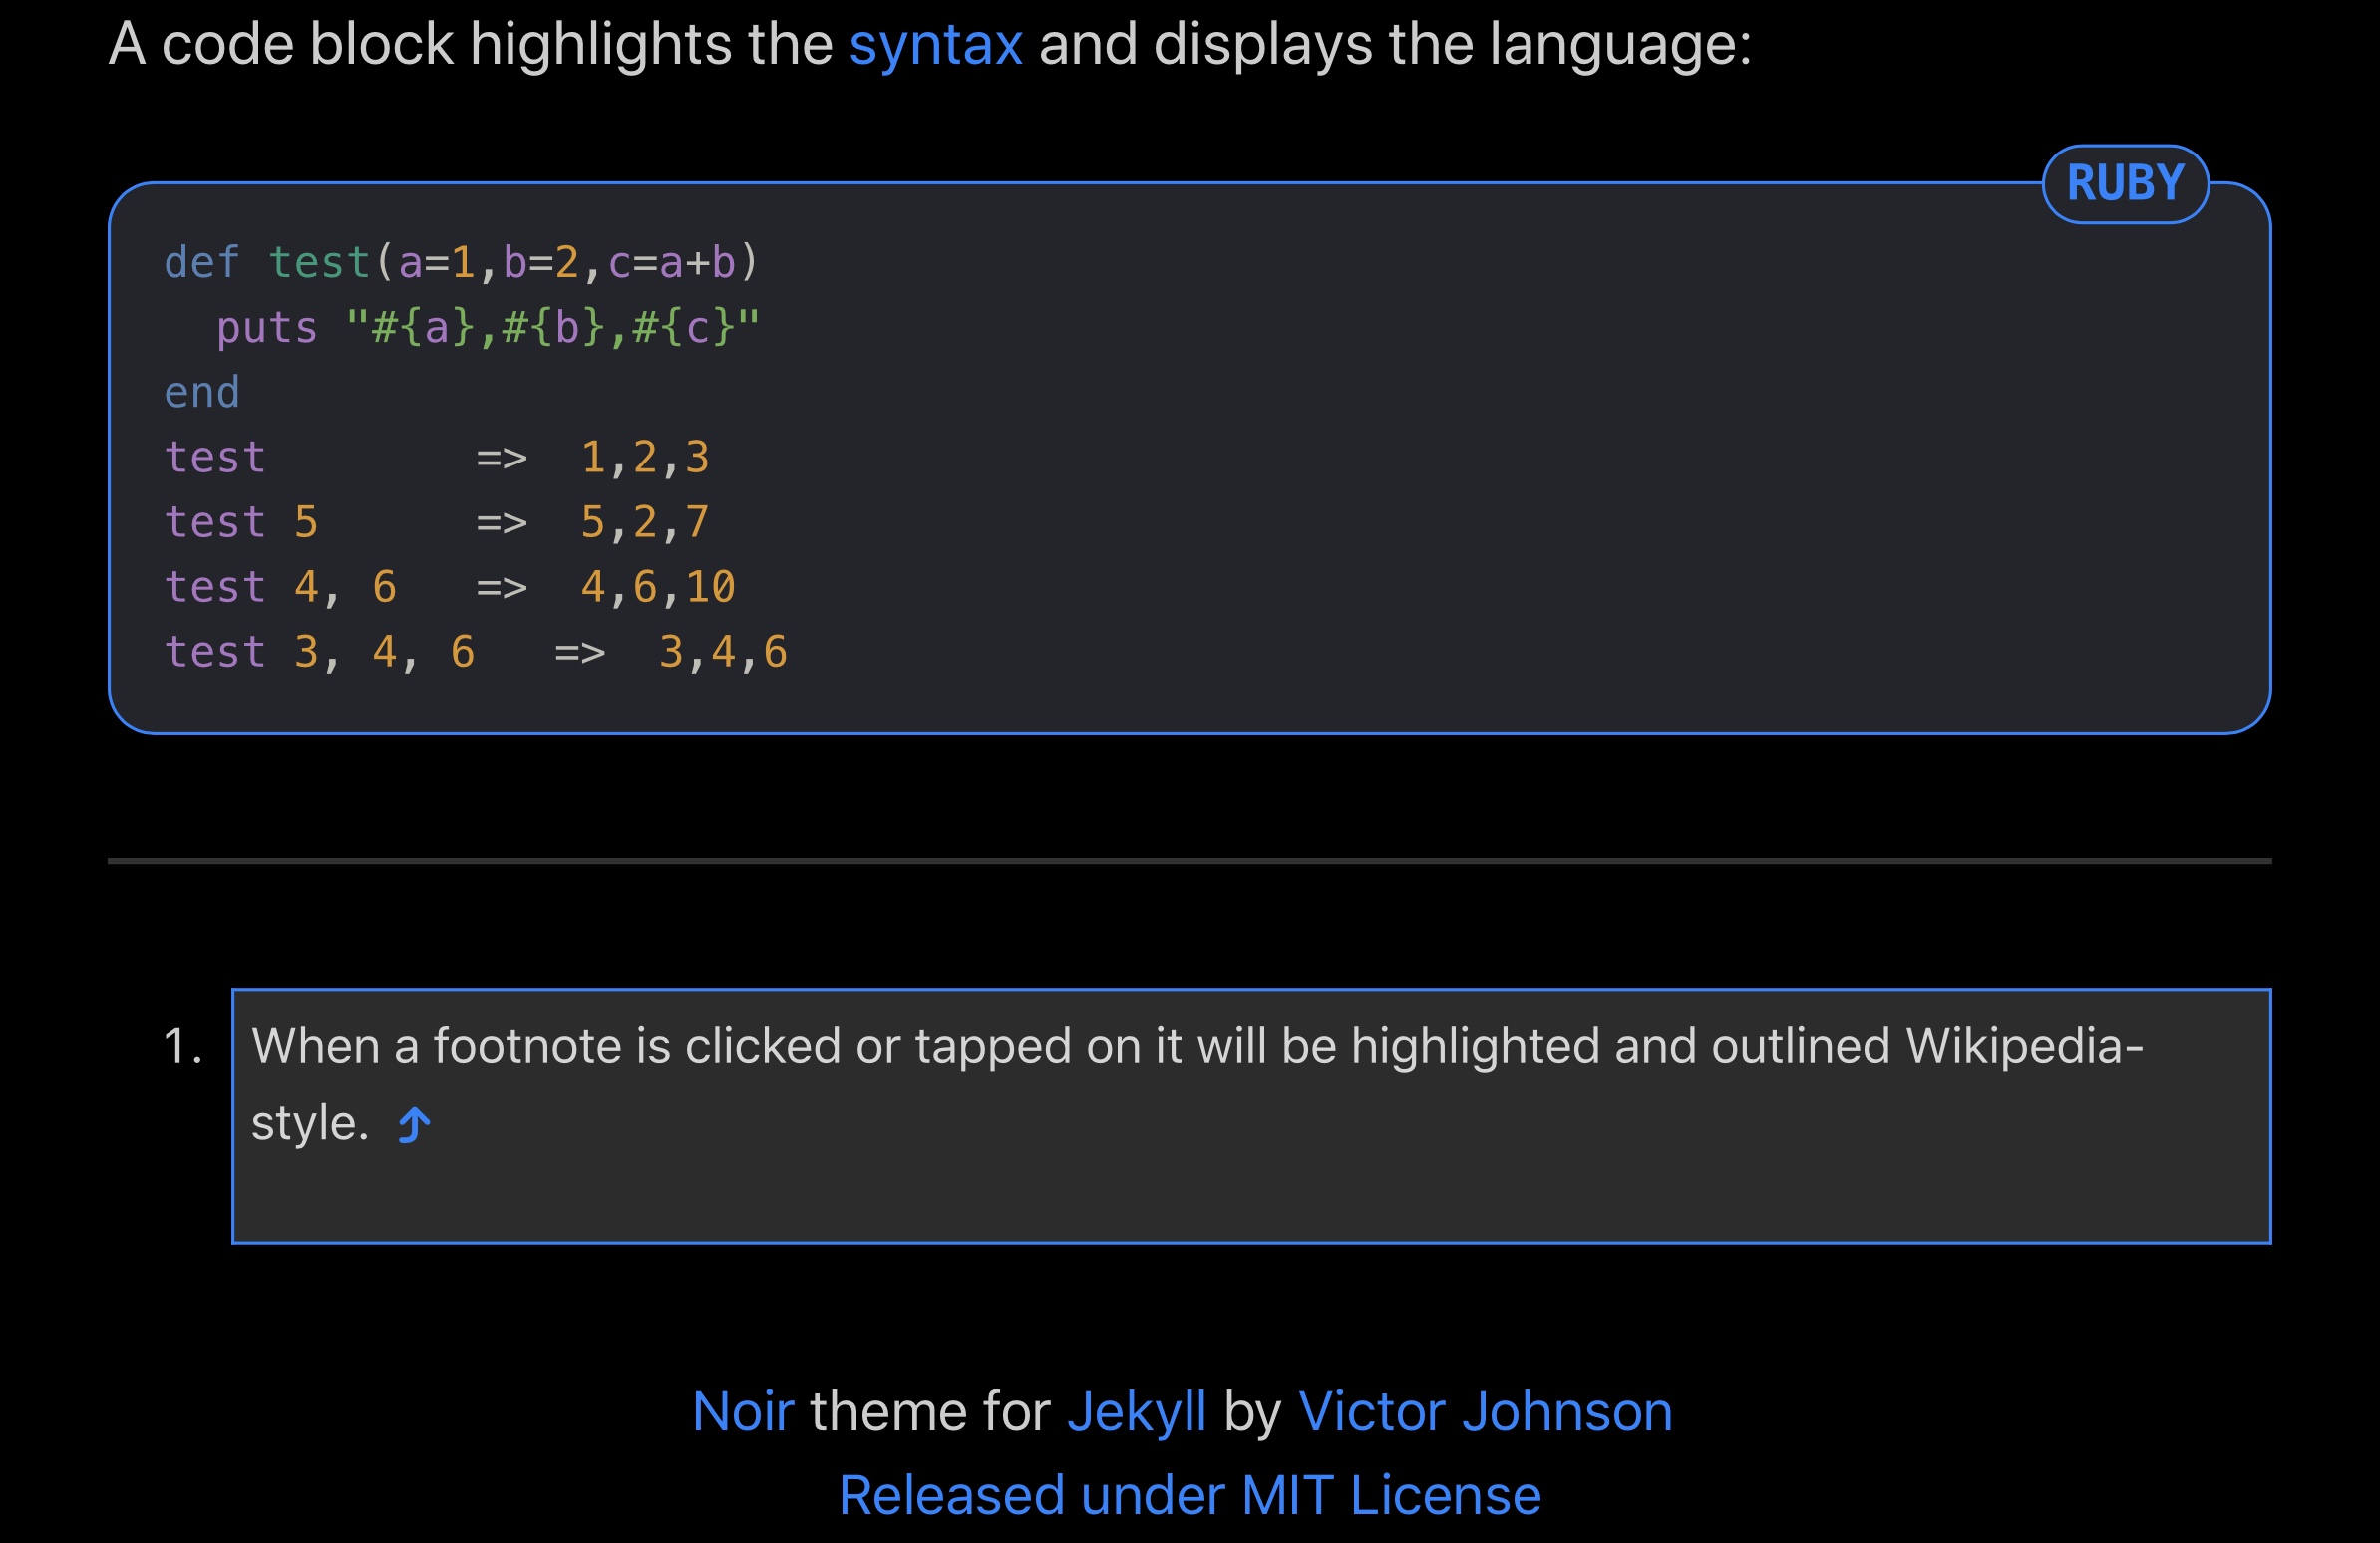 A code block highlights the syntax and displays the language:
RUBY
def test(a=1,b=2,c=a+b)
  puts "#{a},#{b},#{c}"
end
test        =>  1,2,3
test 5      =>  5,2,7
test 4, 6   =>  4,6,10
test 3, 4, 6   =>  3,4,6
1. When a footnote is clicked or tapped on it will be highlighted and outlined Wikipedia-
style. ⤴
Noir theme for Jekyll by Victor Johnson
Released under MIT License